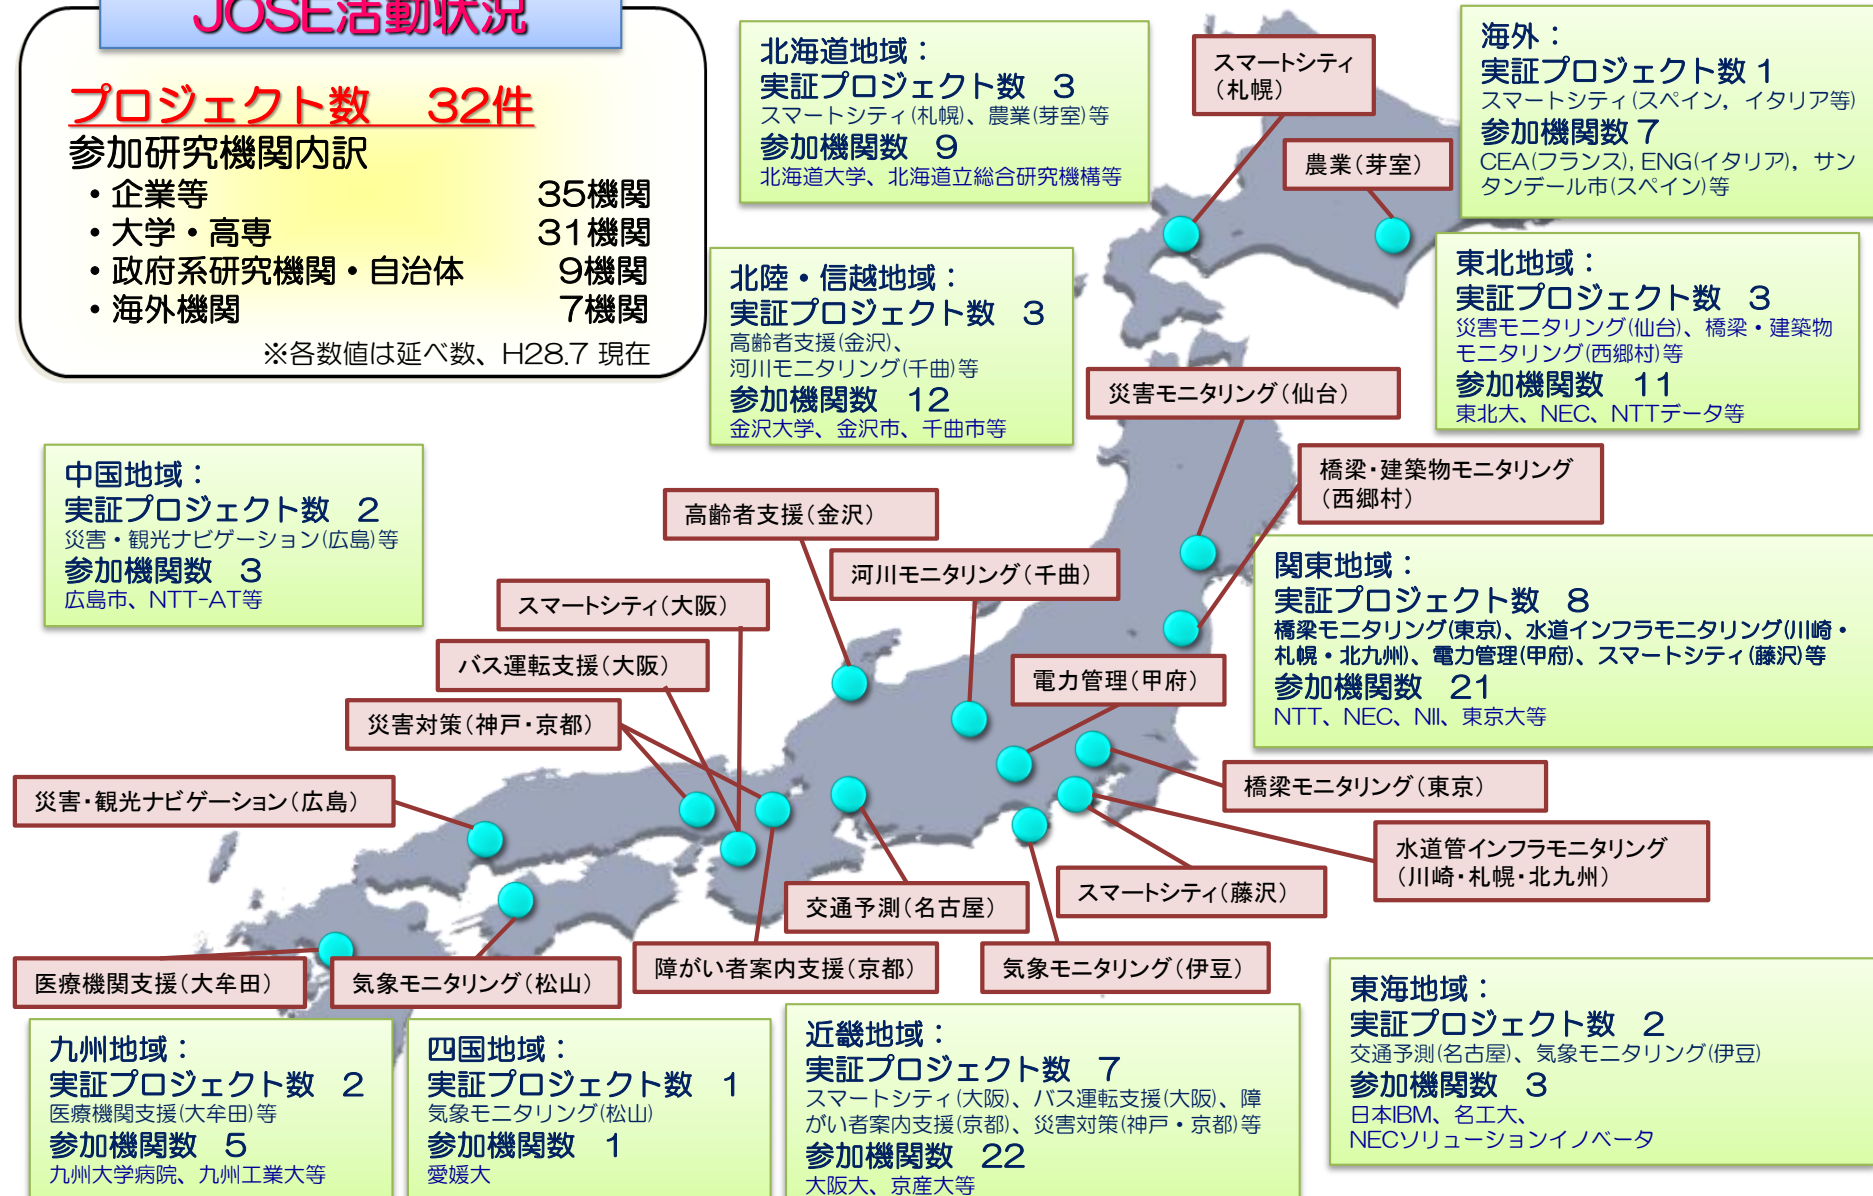 JOSE活動状況
プロジェクト数 32件
参加研究機関内訳
・企業等 35機関
・大学・高専 31機関
・政府系研究機関・自治体 9機関
・海外機関 7機関
※各数値は延べ数、H28.7 現在
北海道地域：
実証プロジェクト数 3
スマートシティ(札幌)、農業(芽室)等
参加機関数 9
北海道大学、北海道立総合研究機構等
スマートシティ
(札幌)
農業(芽室)
海外：
実証プロジェクト数 1
スマートシティ(スペイン，イタリア等)
参加機関数 7
CEA(フランス), ENG(イタリア)，サン
タンデール市(スペイン)等
北陸・信越地域：
実証プロジェクト数 3
高齢者支援(金沢)、
河川モニタリング(千曲)等
参加機関数 12
金沢大学、金沢市、千曲市等
東北地域：
実証プロジェクト数 3
災害モニタリング(仙台)、橋梁・建築物
モニタリング(西郷村)等
参加機関数 11
東北大、NEC、NTTデータ等
災害モニタリング(仙台)
橋梁・建築物モニタリング
(西郷村)
中国地域：
実証プロジェクト数 2
災害・観光ナビゲーション(広島)等
参加機関数 3
広島市、NTT-AT等
高齢者支援(金沢)
河川モニタリング(千曲)
スマートシティ(大阪)
バス運転支援(大阪)
災害対策(神戸・京都)
電力管理(甲府)
関東地域：
実証プロジェクト数 8
橋梁モニタリング(東京)、水道インフラモニタリング(川崎・
札幌・北九州)、電力管理(甲府)、スマートシティ(藤沢)等
参加機関数 21
NTT、NEC、NII、東京大等
災害・観光ナビゲーション(広島)
橋梁モニタリング(東京)
水道管インフラモニタリング
(川崎・札幌・北九州)
スマートシティ(藤沢)
交通予測(名古屋)
医療機関支援(大牟田)
気象モニタリング(松山)
障がい者案内支援(京都)
気象モニタリング(伊豆)
九州地域：
実証プロジェクト数 2
医療機関支援(大牟田)等
参加機関数 5
九州大学病院、九州工業大等
四国地域：
実証プロジェクト数 1
気象モニタリング(松山)
参加機関数 1
愛媛大
近畿地域：
実証プロジェクト数 7
スマートシティ(大阪)、バス運転支援(大阪)、障
がい者案内支援(京都)、災害対策(神戸・京都)等
参加機関数 22
大阪大、京産大等
東海地域：
実証プロジェクト数 2
交通予測(名古屋)、気象モニタリング(伊豆)
参加機関数 3
日本IBM、名工大、
NECソリューションイノベータ